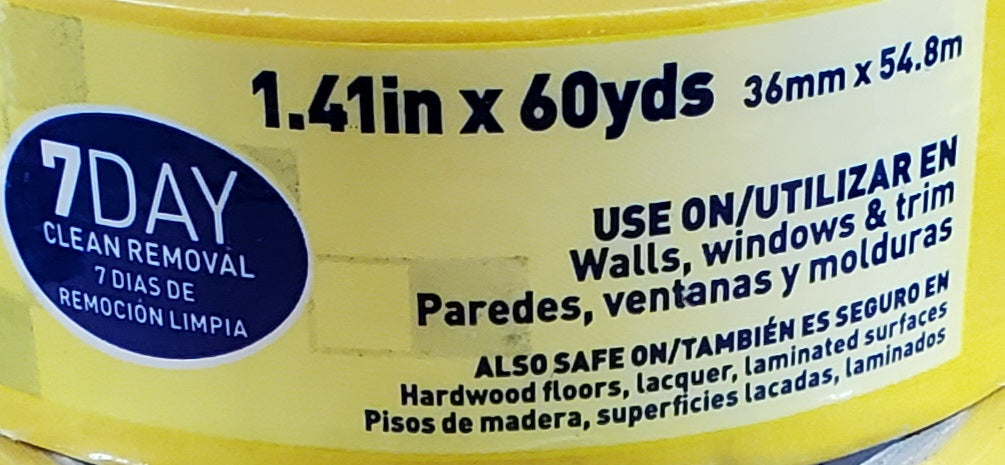 1.41in x 60yds 36mm x 54.8m
7DAY
CLEAN REMOVAL
7 DIAS DE
REMOCIÓN LIMPIA
USE ON/UTILIZAR EN
Walls, windows & trim
Paredes, ventanas y molduras
ALSO SAFE ON/TAMBIÉN ES SEGURO EN
Hardwood floors, lacquer, laminated surfaces
Pisos de madera, superficies lacadas, laminados